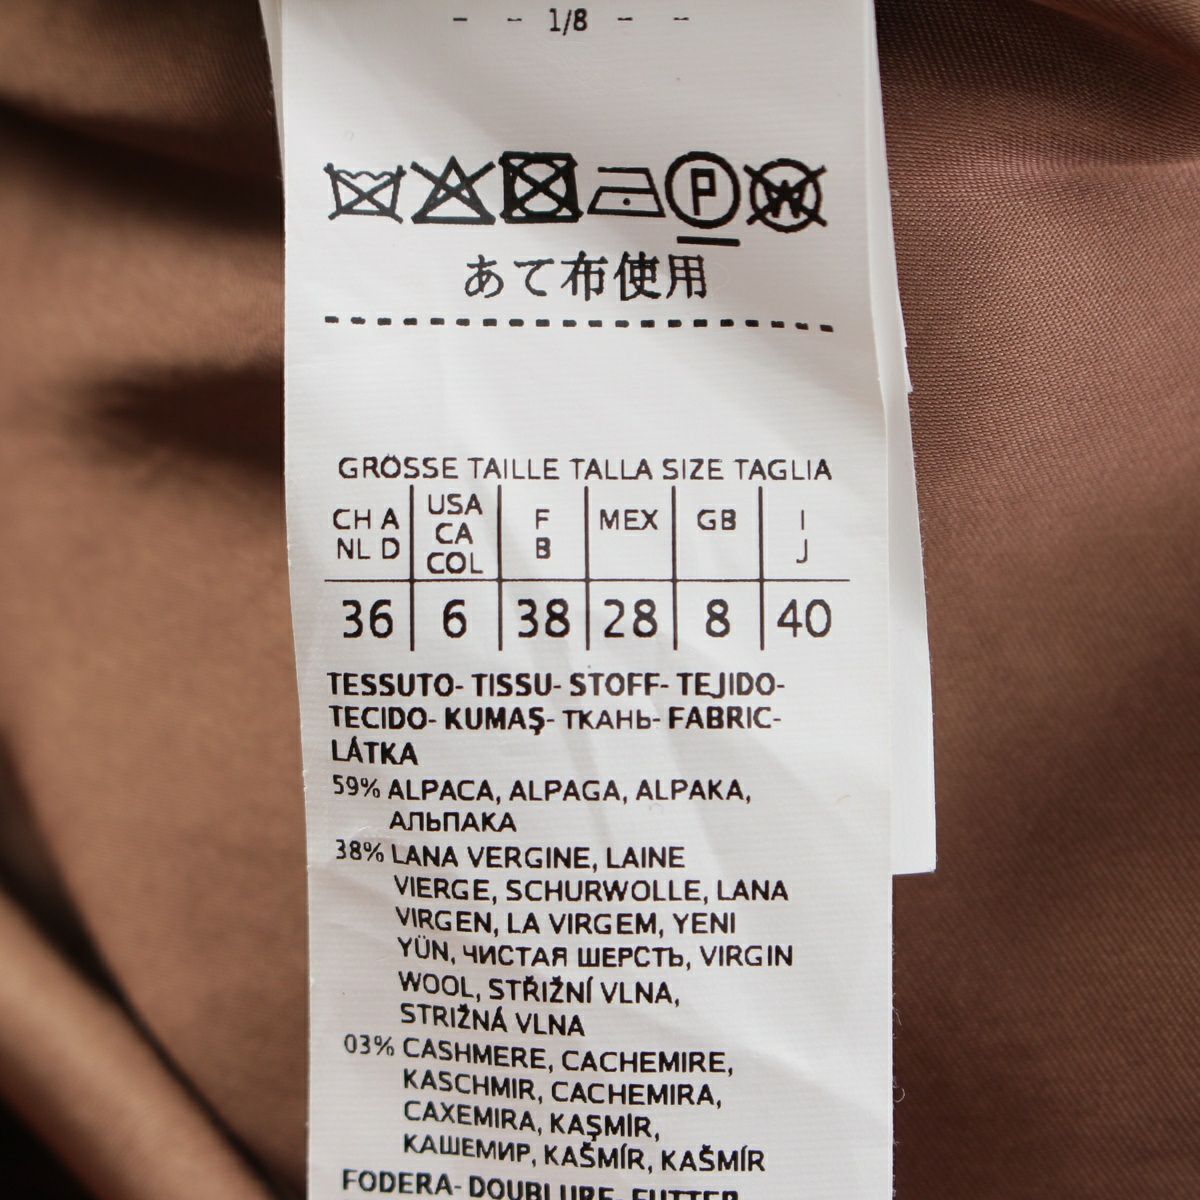 - - 1/8 - -
P W
あて布使用
GRÖSSE TAILLE TALLA SIZE TAGLIA
CH A NL D USA CA COL F B MEX GB I J
36 6 38 28 8 40
TESSUTO- TISSU- STOFF- TEJIDO-
TECIDO- KUMAŞ- ТКАНЬ- FABRIC-
LÁTKA
59% ALPACA, ALPAGA, ALPAKA,
АЛЬПАКА
38% LANA VERGINE, LAINE
VIERGE, SCHURWOLLE, LANA
VIRGEN, LA VIRGEM, YENI
YÜN, ЧИСТАЯ ШЕРСТЬ, VIRGIN
WOOL, STŘIŽNÍ VLNA,
STRIŽNÁ VLNA
03% CASHMERE, CACHEMIRE,
KASCHMIR, CACHEMIRA,
CAXEMIRA, KAŞMİR,
КАШЕМИР, KAŠMÍR, KAŠMÍR
FODERA- DOUBLURE- FUTTER